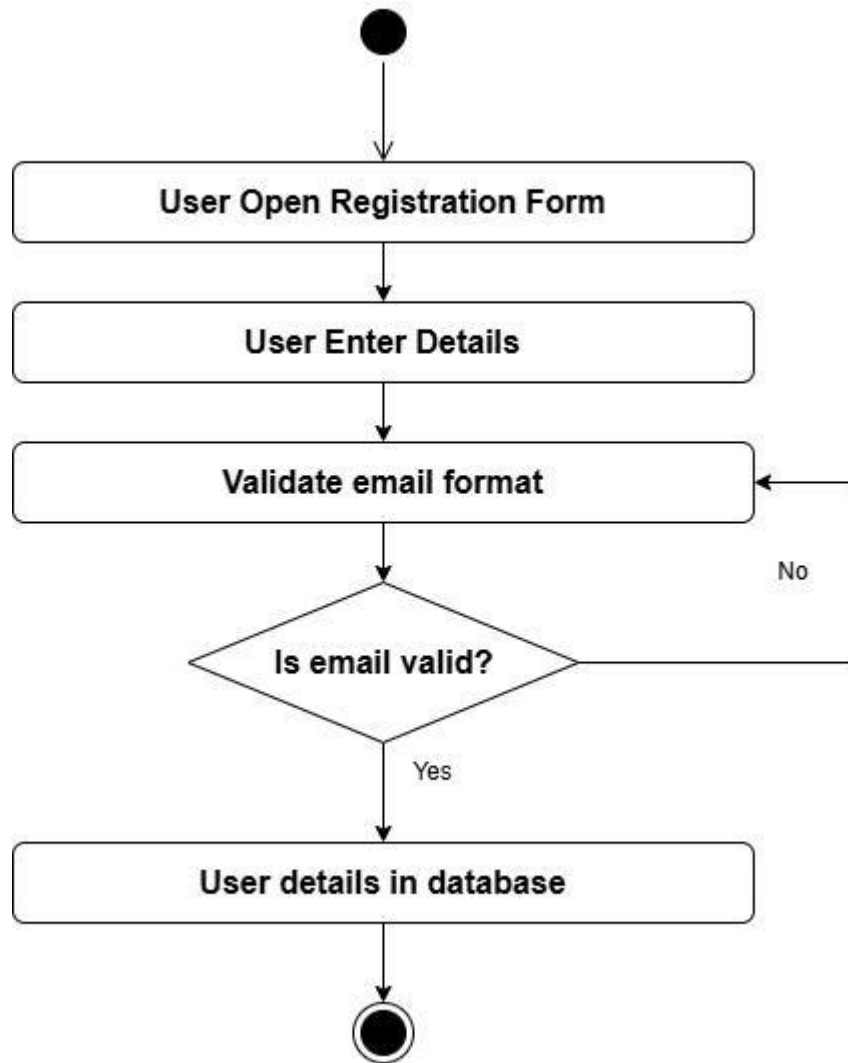 User Open Registration Form
User Enter Details
Validate email format
No
Is email valid?
Yes
User details in database